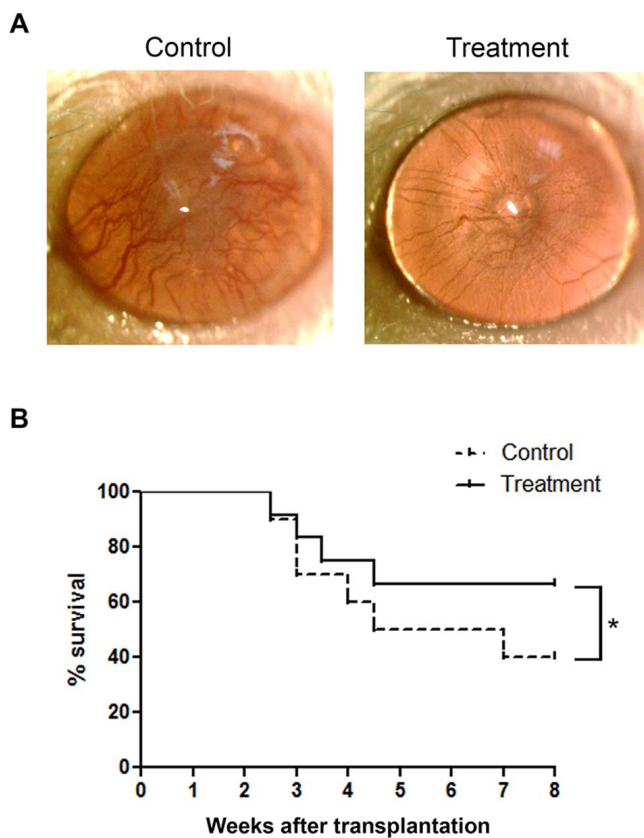 A
Control
Treatment
B
Control
Treatment
100
80
60
40
20
0
% survival
*
0 1 2 3 4 5 6 7 8
Weeks after transplantation